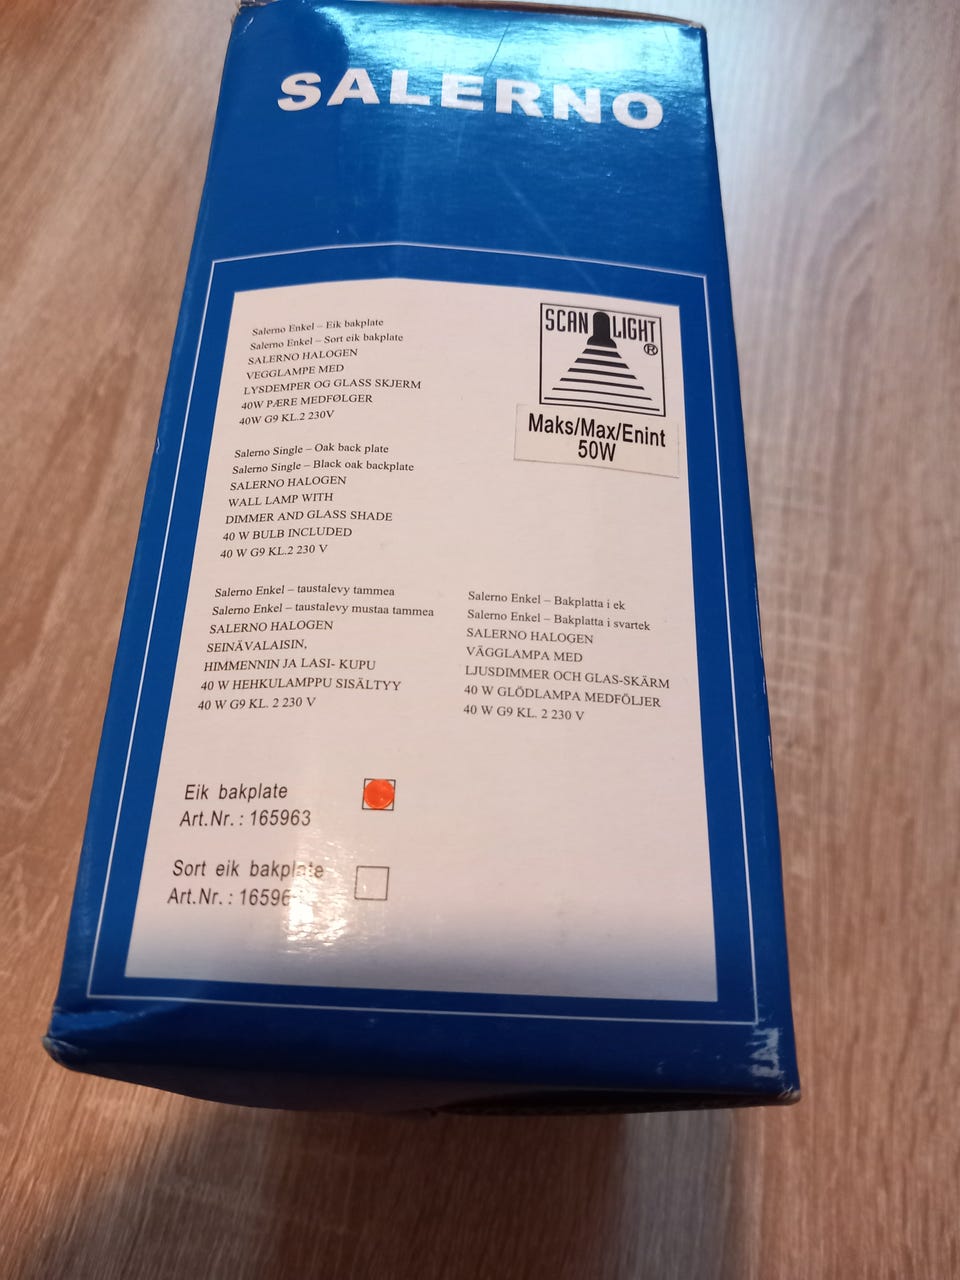 SALERNO
SCAN LIGHT
®
Maks/Max/Enint
50W
Salerno Enkel – Eik bakplate
Salerno Enkel – Sort eik bakplate
SALERNO HALOGEN
VEGGLAMPE MED
LYSDEMPER OG GLASS SKJERM
40W PÆRE MEDFØLGER
40W G9 KL.2 230V
Salerno Single – Oak back plate
Salerno Single – Black oak backplate
SALERNO HALOGEN
WALL LAMP WITH
DIMMER AND GLASS SHADE
40 W BULB INCLUDED
40 W G9 KL.2 230 V
Salerno Enkel – taustalevy tammea
Salerno Enkel – taustalevy mustaa tammea
SALERNO HALOGEN
SEINÄVALAISIN,
HIMMENNIN JA LASI- KUPU
40 W HEHKULAMPPU SISÄLTYY
40 W G9 KL. 2 230 V
Salerno Enkel – Bakplatta i ek
Salerno Enkel – Bakplatta i svartek
SALERNO HALOGEN
VÄGGLAMPA MED
LJUSDIMMER OCH GLAS-SKÄRM
40 W GLÖDLAMPA MEDFÖLJER
40 W G9 KL. 2 230 V
Eik bakplate
Art.Nr. : 165963
Sort eik bakplate
Art.Nr. :